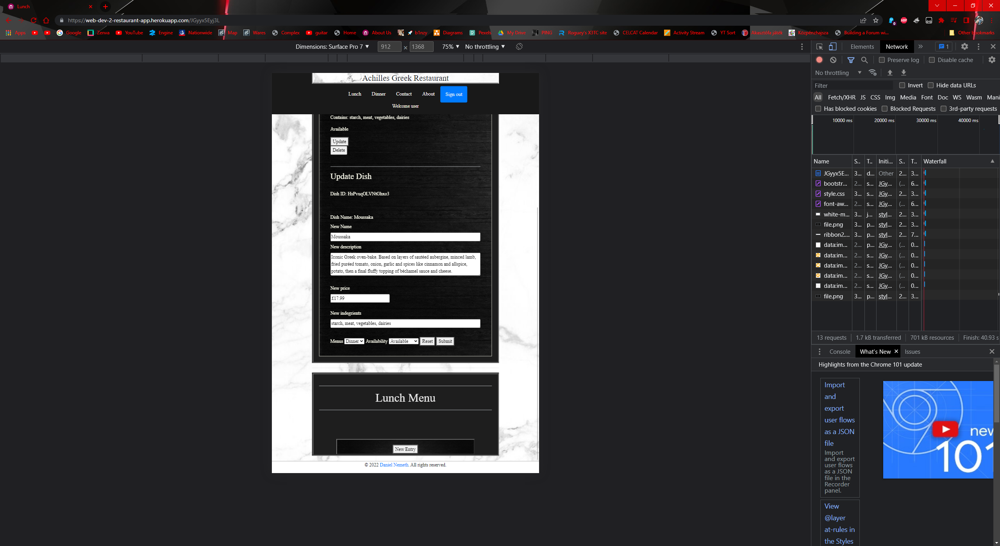 Lunch
https://web-dev-2-restaurant-app.herokuapp.com/JGyyx5Eyj3L
Apps Google Zenva YouTube Engine Nationwide Map Wares Complex guitar Home About Us b1nzy Diagrams Pexels My Drive PING Roguey's X3TC site CELCAT Calendar Activity Stream YT Sort Akasztófa játék Közpénzhajsza Building a Forum wi... Other bookmarks
Dimensions: Surface Pro 7 912 × 1368 75% No throttling
Achilles Greek Restaurant
Lunch Dinner Contact About Sign out
Welcome user
Contains: starch, meat, vegetables, dairies
Available
Update
Delete
Update Dish
Dish ID: HsPvuqOLVNtGhxo3
Dish Name: Moussaka
New Name
Moussaka
New description
Iconic Greek oven-bake. Based on layers of sautéed aubergine, minced lamb,
fried puréed tomato, onion, garlic and spices like cinnamon and allspice,
potato, then a final fluffy topping of béchamel sauce and cheese.
New price
£17.99
New indegrients
starch, meat, vegetables, dairies
Menus Dinner Availability Available Reset Submit
Lunch Menu
New Entry
© 2022 Daniel Nemeth. All rights reserved.
Elements Network 1
Preserve log Disable cache
No throttling
Filter Invert Hide data URLs
All Fetch/XHR JS CSS Img Media Font Doc WS Wasm Mani
Has blocked cookies Blocked Requests 3rd-party requests
10000 ms 20000 ms 30000 ms 40000 ms
Name S.. T.. Initi... S.. T.. Waterfall
JGyyx5E... 3... d... Other 2... 3...
bootstr... 2... s... JGy... (... 6...
style.css 3... s... JGy... 2... 3...
font-aw... 2... s... JGy... (... 6...
white-m... 3... j... styl... 2... 3...
file.png 3... p... styl... 2... 3...
ribbon2.... 3... p... styl... 2... 7...
data:im... 2... p... JGy... (... 0...
data:im... 2... s... JGy... (... 0...
data:im... 2... s... JGy... (... 0...
data:im... 2... s... JGy... (... 0...
data:im... 2... s... JGy... (... 0...
file.png 3... p... styl... 2... 3...
13 requests 1.7 kB transferred 701 kB resources Finish: 40.93 s
Console What's New Issues
Highlights from the Chrome 101 update
Import
and
export
user flows
as a JSON
file
Import
and export
user flows
as a JSON
file in the
Recorder
panel.
new
101
View
@layer
at-rules in
the Styles